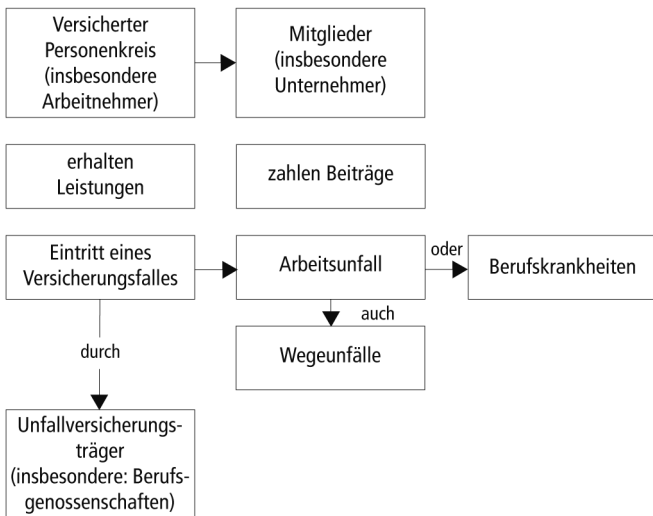 Versicherter
Personenkreis
(insbesondere
Arbeitnehmer)
Mitglieder
(insbesondere
Unternehmer)
erhalten
Leistungen
zahlen Beiträge
Eintritt eines
Versicherungsfalles
Arbeitsunfall
oder
Berufskrankheiten
auch
Wegeunfälle
durch
Unfallversicherungs-
träger
(insbesondere: Berufs-
genossenschaften)